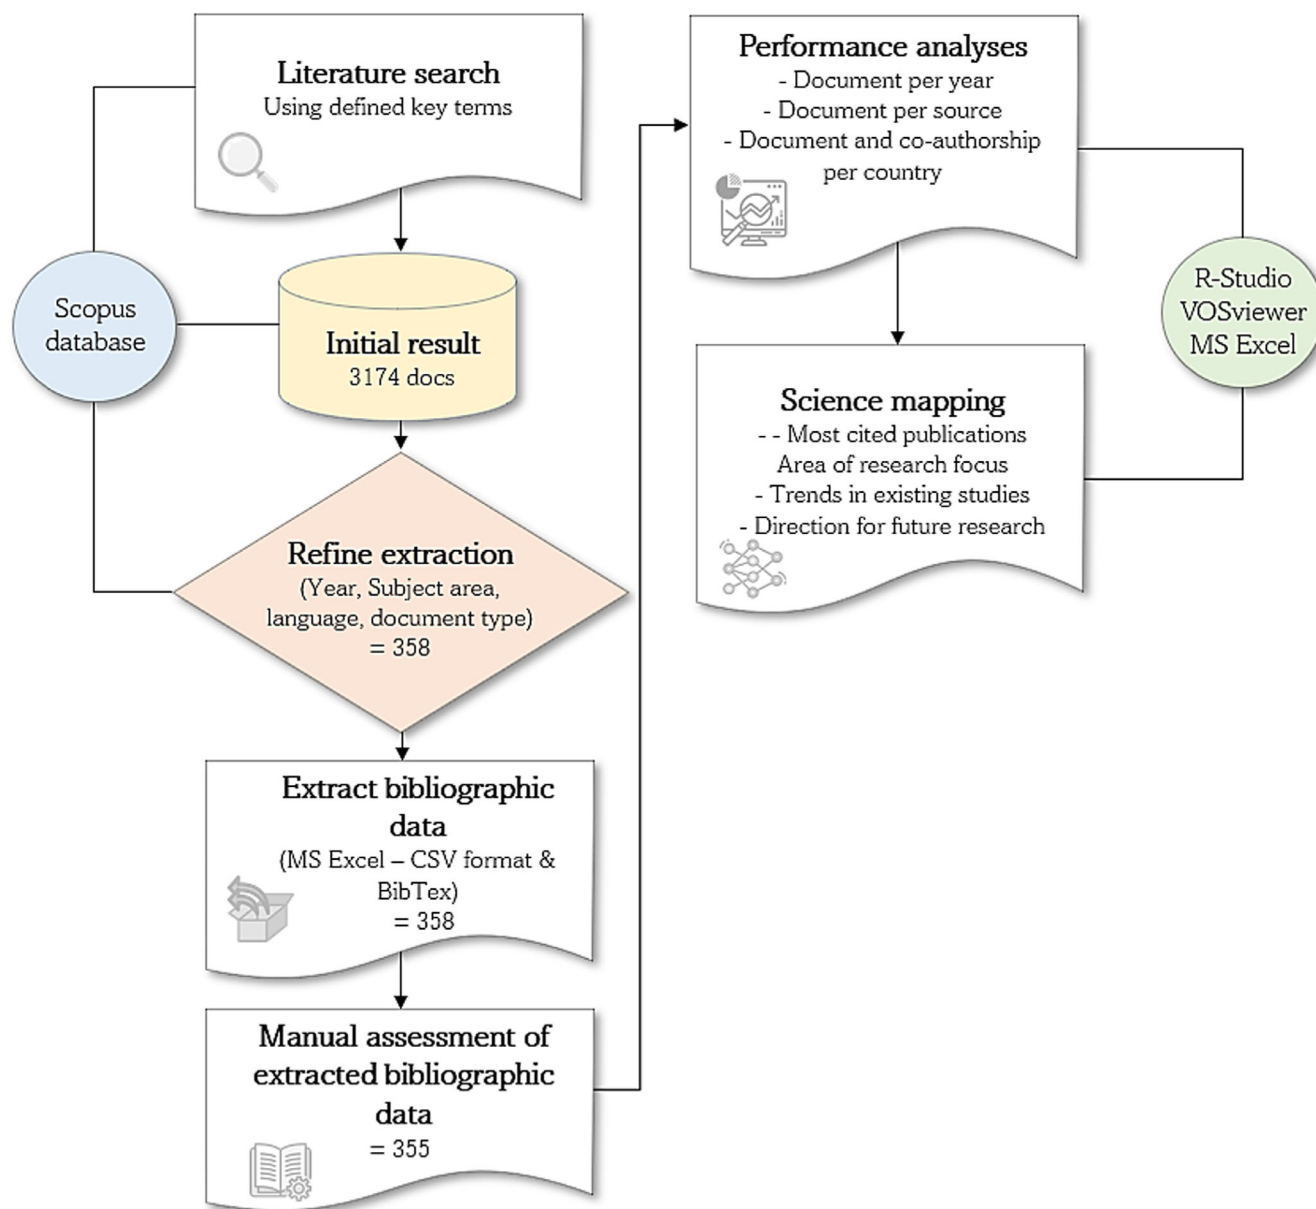 Literature search
Using defined key terms
Scopus
database
Initial result
3174 docs
Refine extraction
(Year, Subject area,
language, document type)
= 358
Extract bibliographic
data
(MS Excel – CSV format &
BibTex)
= 358
Manual assessment of
extracted bibliographic
data
= 355
Performance analyses
- Document per year
- Document per source
- Document and co-authorship
per country
R-Studio
VOSviewer
MS Excel
Science mapping
- - Most cited publications
Area of research focus
- Trends in existing studies
- Direction for future research